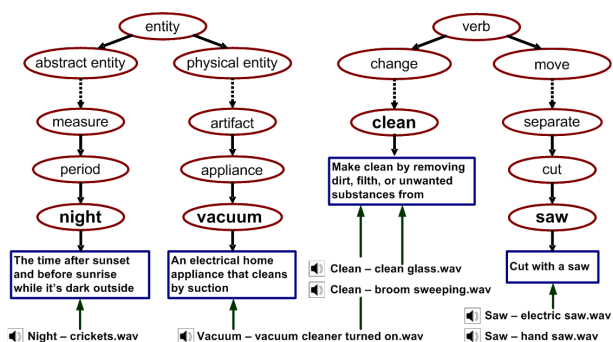 entity
verb
abstract entity
physical entity
change
move
measure
artifact
clean
separate
period
appliance
Make clean by removing
dirt, filth, or unwanted
substances from
cut
night
vacuum
saw
The time after sunset
and before sunrise
while it's dark outside
An electrical home
appliance that cleans
by suction
Cut with a saw
Clean – clean glass.wav
Clean – broom sweeping.wav
Saw – electric saw.wav
Night – crickets.wav
Vacuum – vacuum cleaner turned on.wav
Saw – hand saw.wav